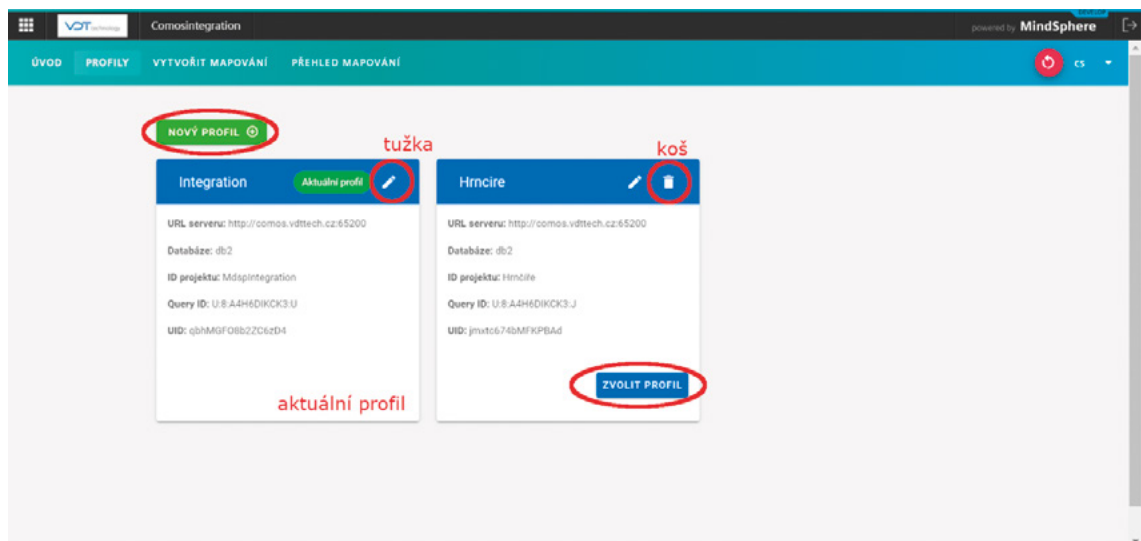 VDT technology Comosintegration powered by MindSphere
ÚVOD PROFILY VYTVOŘIT MAPOVÁNÍ PŘEHLED MAPOVÁNÍ cs
NOVÝ PROFIL
tužka
koš
Integration Aktuální profil
URL serveru: http://comos.vdttech.cz:65200
Databáze: db2
ID projektu: MdspIntegration
Query ID: U:8:A4H6DIKCK3:U
UID: qbhMGFO8b2ZC6zD4
aktuální profil
Hrncire
URL serveru: http://comos.vdttech.cz:65200
Databáze: db2
ID projektu: Hrnčíře
Query ID: U:8:A4H6DIKCK3:J
UID: jmxtc674bMFKPBAd
ZVOLIT PROFIL